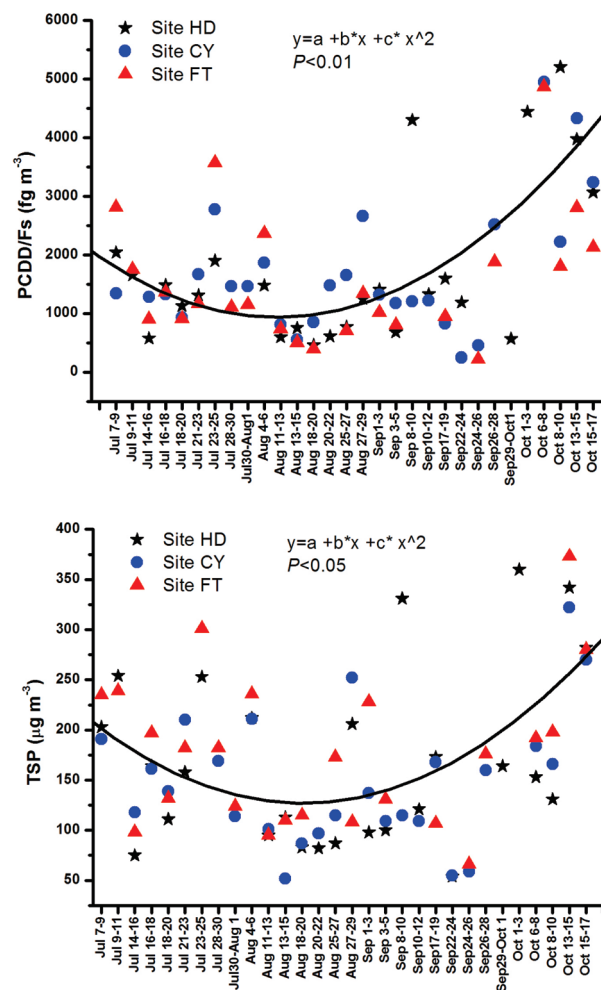 Site HD
Site CY
Site FT
y=a +b*x +c* x^2
P<0.01
6000
5000
4000
3000
2000
1000
0
PCDD/Fs (fg m-3)
Jul 7-9
Jul 9-11
Jul 14-16
Jul 16-18
Jul 18-20
Jul 21-23
Jul 23-25
Jul 28-30
Jul30-Aug1
Aug 4-6
Aug 11-13
Aug 13-15
Aug 18-20
Aug 20-22
Aug 25-27
Aug 27-29
Sep1-3
Sep 3-5
Sep 8-10
Sep10-12
Sep17-19
Sep22-24
Sep24-26
Sep26-28
Sep29-Oct1
Oct 1-3
Oct 6-8
Oct 8-10
Oct 13-15
Oct 15-17
Site HD
Site CY
Site FT
y=a +b*x +c* x^2
P<0.05
400
350
300
250
200
150
100
50
TSP (µg m-3)
Jul 7-9
Jul 9-11
Jul 14-16
Jul 16-18
Jul 18-20
Jul 21-23
Jul 23-25
Jul 28-30
Jul30-Aug 1
Aug 4-6
Aug 11-13
Aug 13-15
Aug 18-20
Aug 20-22
Aug 25-27
Aug 27-29
Sep 1-3
Sep 3-5
Sep 8-10
Sep 10-12
Sep17-19
Sep 22-24
Sep 24-26
Sep 26-28
Sep29-Oct 1
Oct 1-3
Oct 6-8
Oct 8-10
Oct 13-15
Oct 15-17